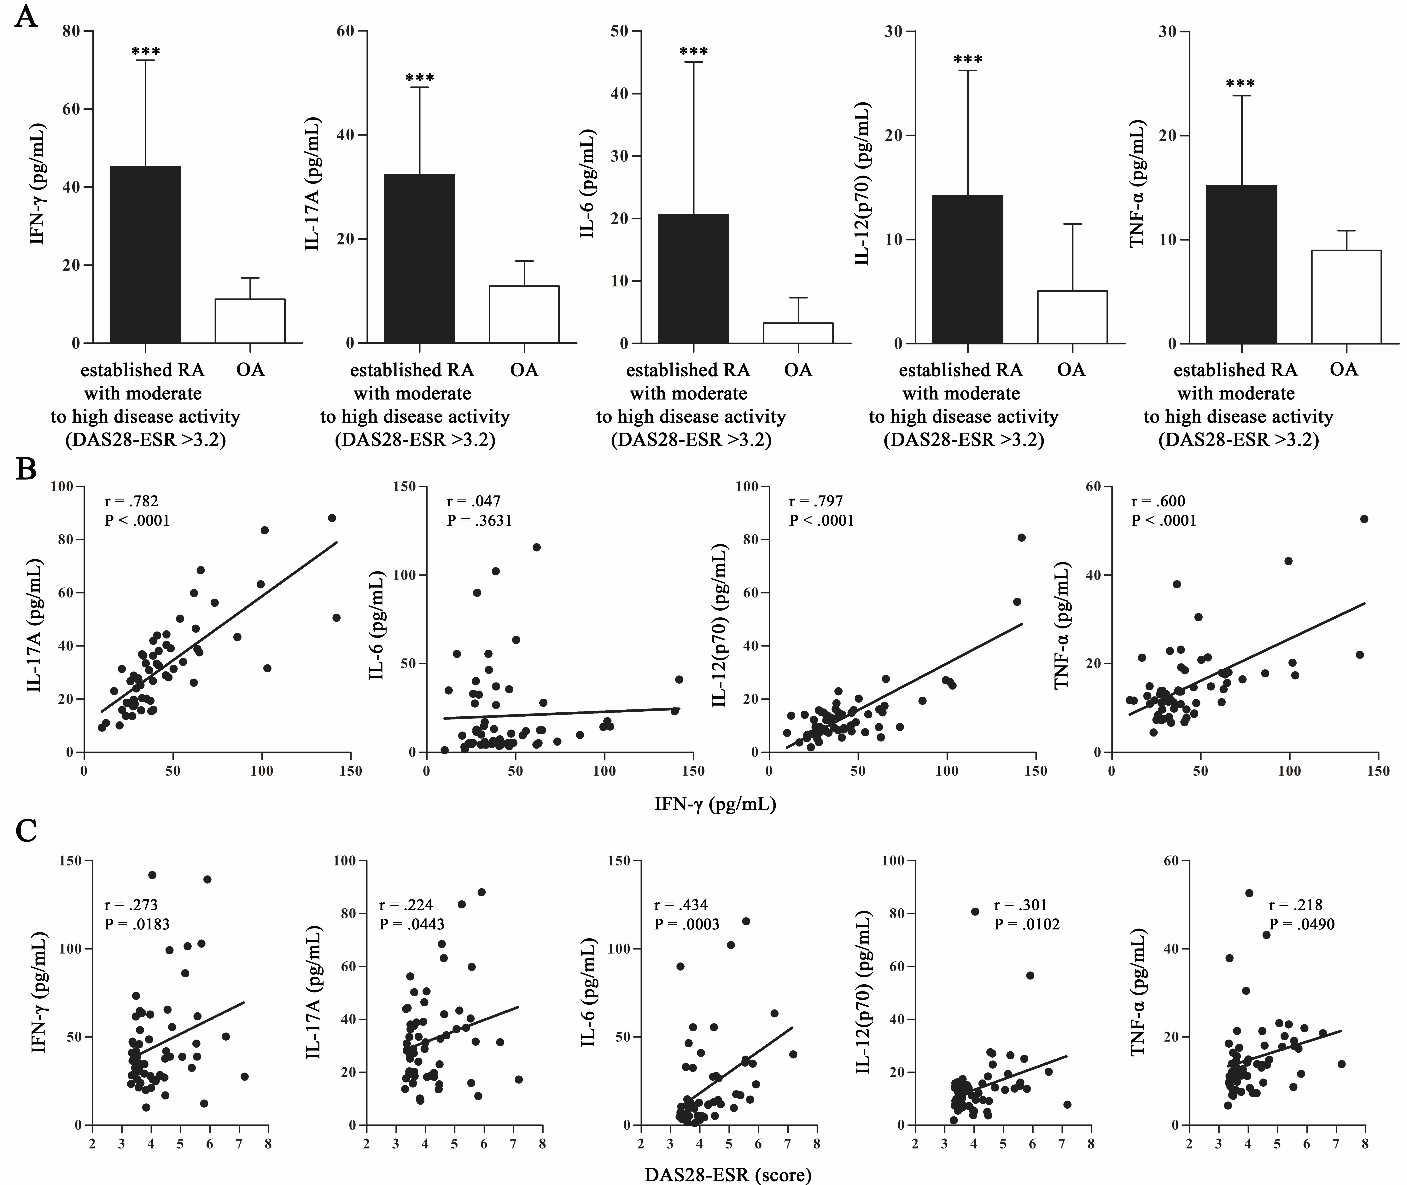 A
80
60
40
20
0
IFN-γ (pg/mL)
***
established RA
with moderate
to high disease activity
(DAS28-ESR >3.2)
OA
60
40
20
0
IL-17A (pg/mL)
***
established RA
with moderate
to high disease activity
(DAS28-ESR >3.2)
OA
50
40
30
20
10
0
IL-6 (pg/mL)
***
established RA
with moderate
to high disease activity
(DAS28-ESR >3.2)
OA
30
20
10
0
IL-12(p70) (pg/mL)
***
established RA
with moderate
to high disease activity
(DAS28-ESR >3.2)
OA
30
20
10
0
TNF-α (pg/mL)
***
established RA
with moderate
to high disease activity
(DAS28-ESR >3.2)
OA
B
100
80
60
40
20
0
IL-17A (pg/mL)
r = .782
P < .0001
0 50 100 150
150
100
50
0
IL-6 (pg/mL)
r = .047
P = .3631
0 50 100 150
100
80
60
40
20
0
IL-12(p70) (pg/mL)
r = .797
P < .0001
0 50 100 150
60
40
20
0
TNF-α (pg/mL)
r = .600
P < .0001
0 50 100 150
IFN-γ (pg/mL)
C
150
100
50
0
IFN-γ (pg/mL)
r = .273
P = .0183
2 3 4 5 6 7 8
100
80
60
40
20
0
IL-17A (pg/mL)
r = .224
P = .0443
2 3 4 5 6 7 8
150
100
50
0
IL-6 (pg/mL)
r = .434
P = .0003
2 3 4 5 6 7 8
100
80
60
40
20
0
IL-12(p70) (pg/mL)
r = .301
P = .0102
2 3 4 5 6 7 8
60
40
20
0
TNF-α (pg/mL)
r = .218
P = .0490
2 3 4 5 6 7 8
DAS28-ESR (score)